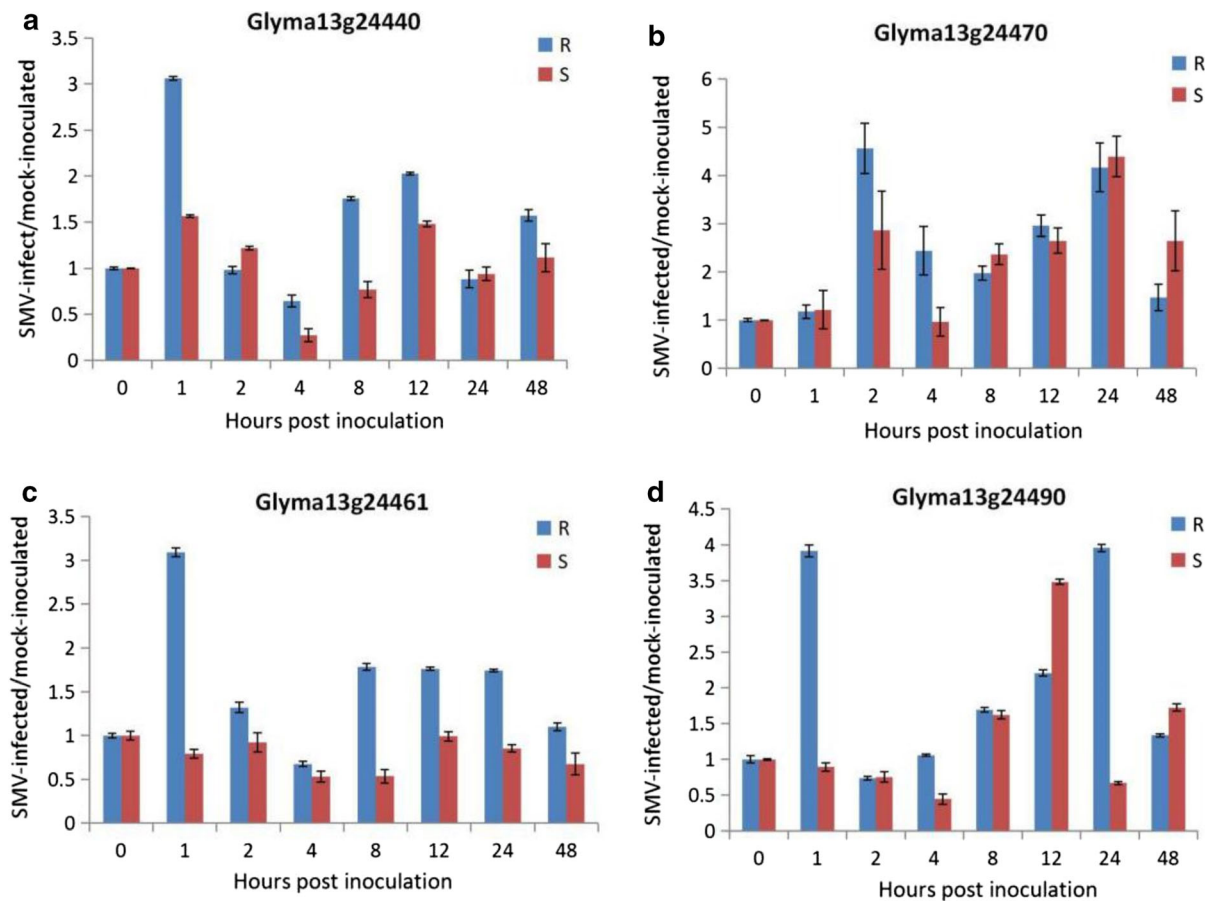 a
Glyma13g24440
SMV-infect/mock-inoculated
3.5
3
2.5
2
1.5
1
0.5
0
R
S
0 1 2 4 8 12 24 48
Hours post inoculation
b
Glyma13g24470
SMV-infected/mock-inoculated
6
5
4
3
2
1
0
R
S
0 1 2 4 8 12 24 48
Hours post inoculation
c
Glyma13g24461
SMV-infected/mock-inoculated
3.5
3
2.5
2
1.5
1
0.5
0
R
S
0 1 2 4 8 12 24 48
Hours post inoculation
d
Glyma13g24490
SMV-infected/mock-inoculated
4.5
4
3.5
3
2.5
2
1.5
1
0.5
0
R
S
0 1 2 4 8 12 24 48
Hours post inoculation